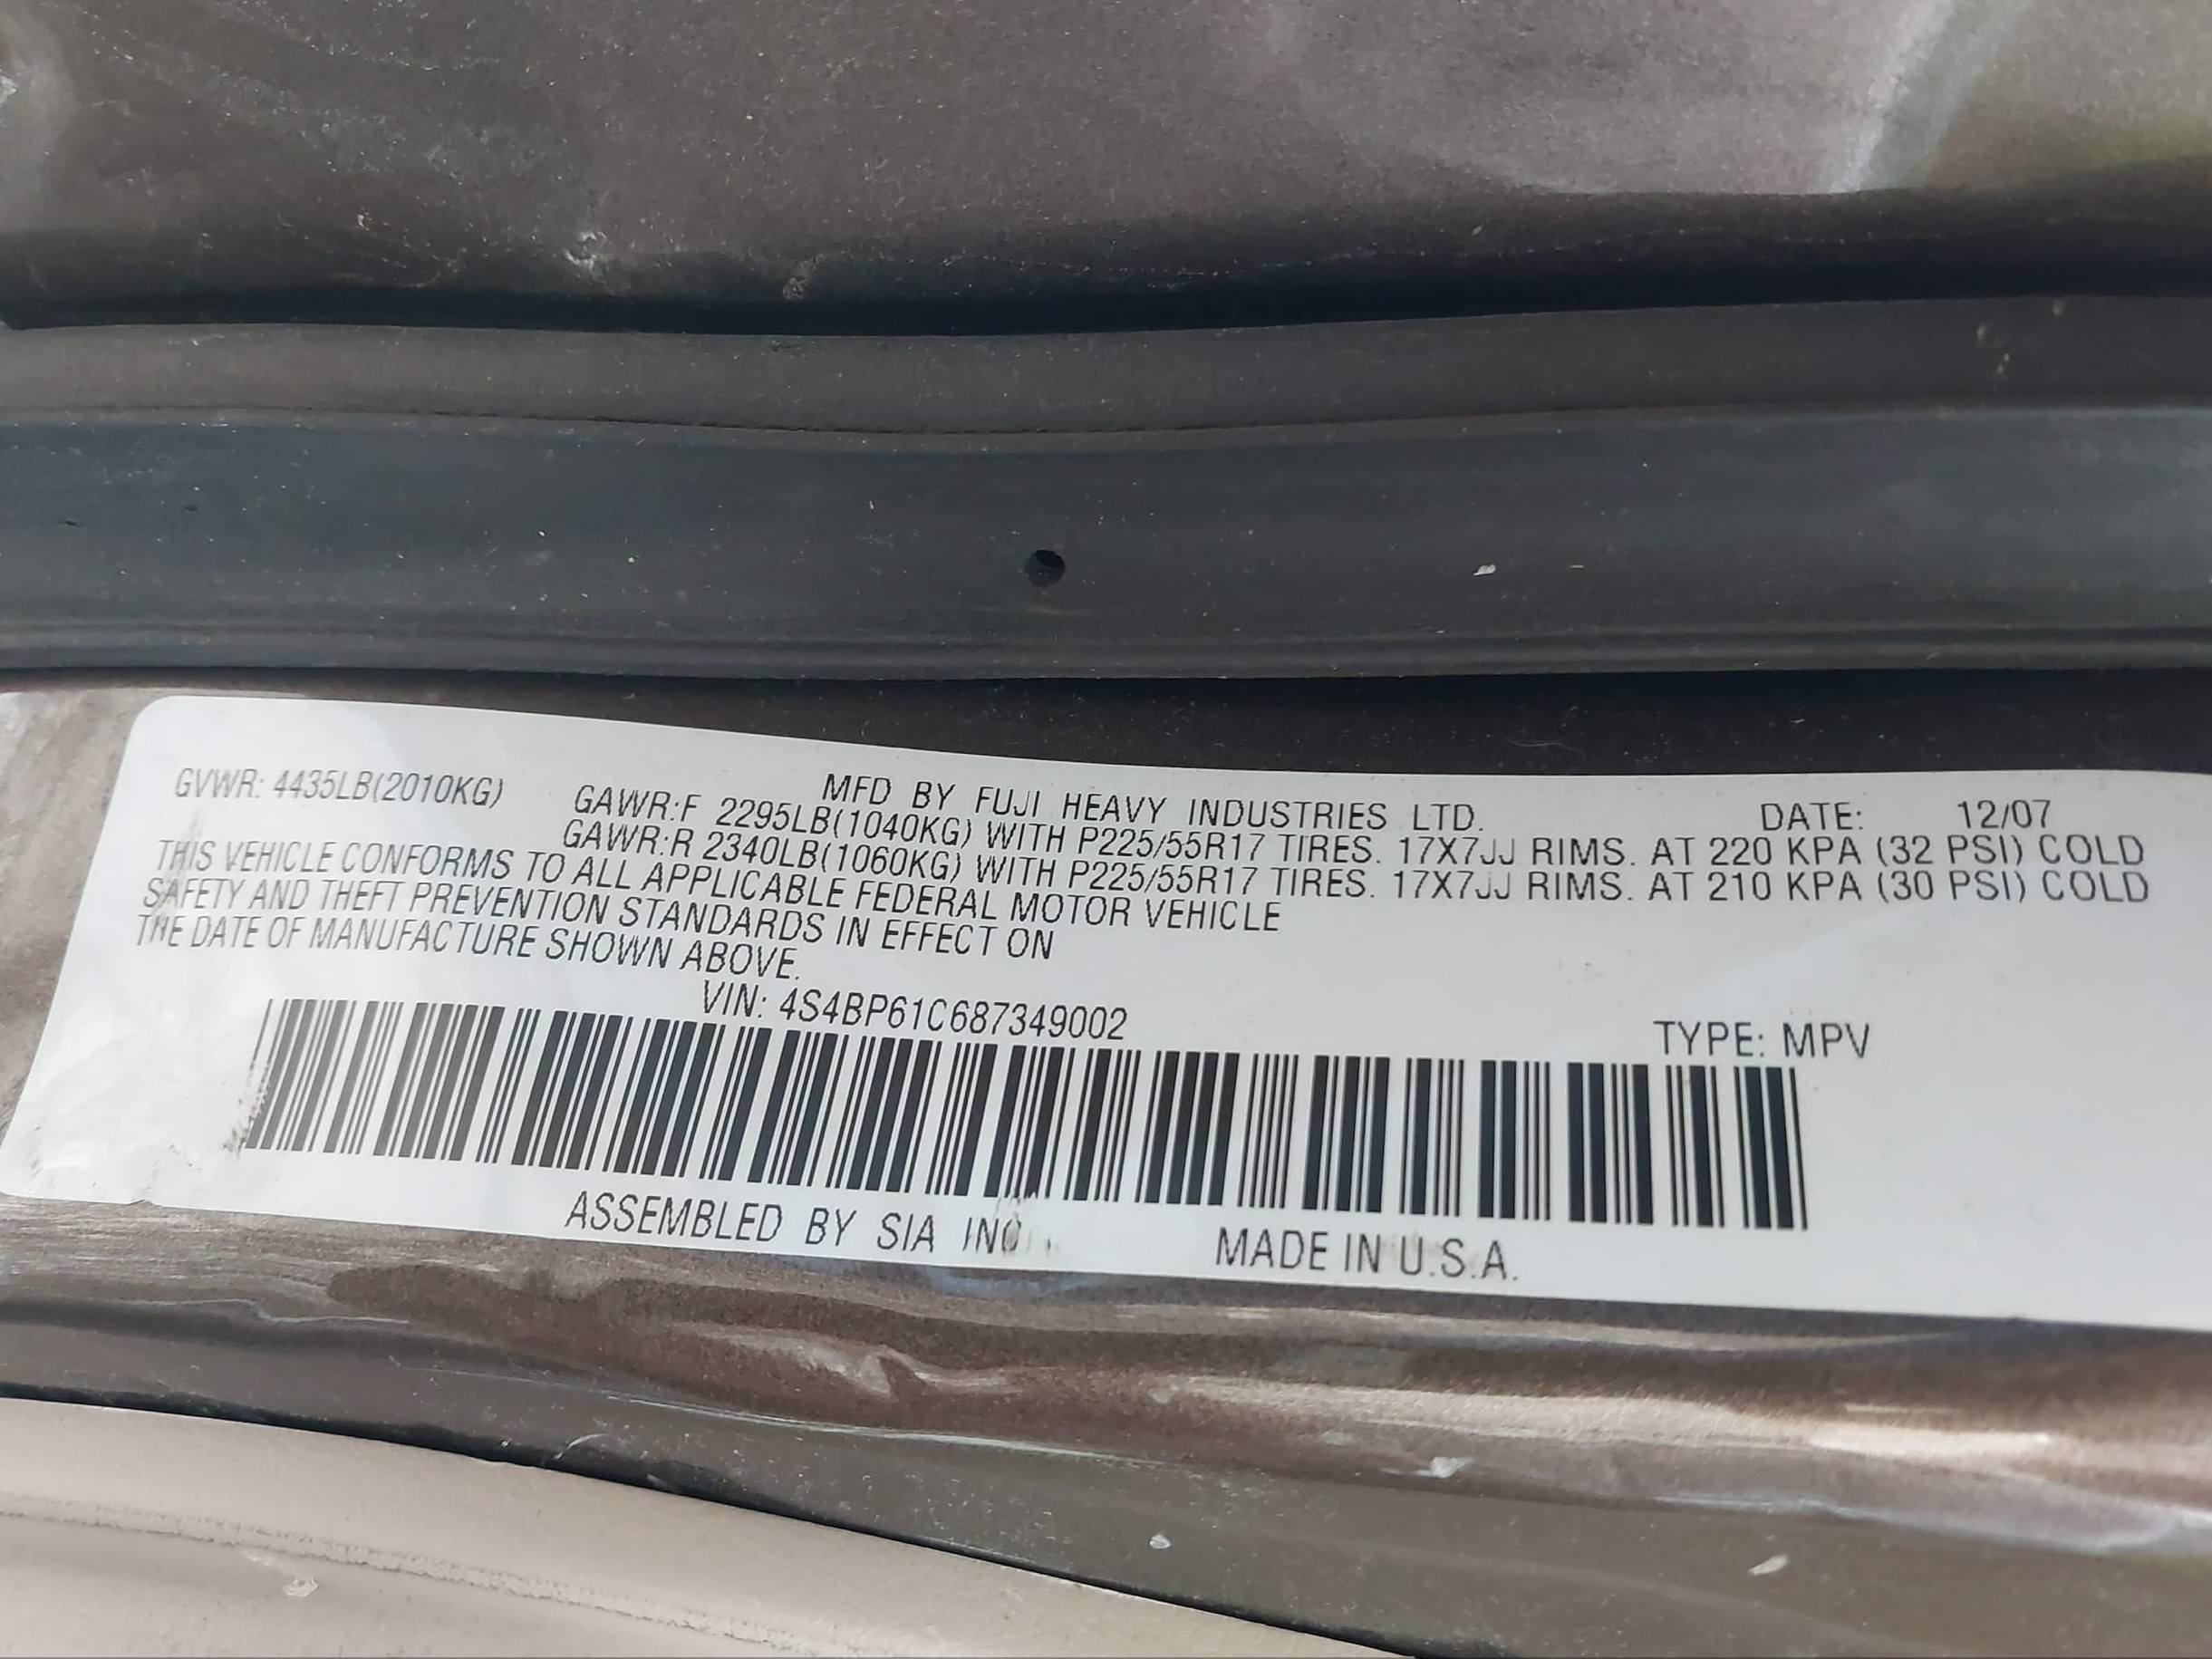 MFD BY FUJI HEAVY INDUSTRIES LTD. DATE: 12/07
GVWR: 4435LB(2010KG) GAWR:F 2295LB(1040KG) WITH P225/55R17 TIRES. 17X7JJ RIMS. AT 220 KPA (32 PSI) COLD
GAWR:R 2340LB(1060KG) WITH P225/55R17 TIRES. 17X7JJ RIMS. AT 210 KPA (30 PSI) COLD
THIS VEHICLE CONFORMS TO ALL APPLICABLE FEDERAL MOTOR VEHICLE
SAFETY AND THEFT PREVENTION STANDARDS IN EFFECT ON
THE DATE OF MANUFACTURE SHOWN ABOVE.
VIN: 4S4BP61C687349002 TYPE: MPV
ASSEMBLED BY SIA INC. MADE IN U.S.A.